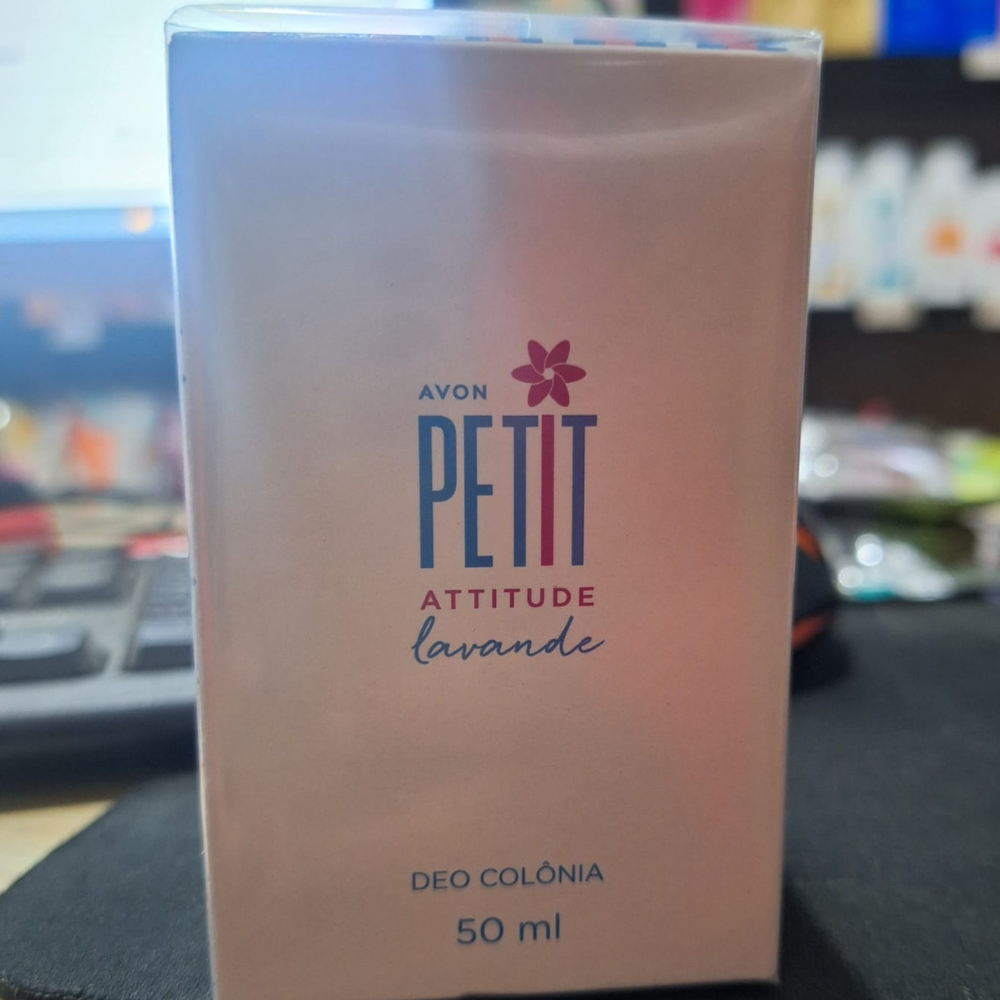 AVON
PETIT
ATTITUDE
lavande
DEO COLÔNIA
50 ml